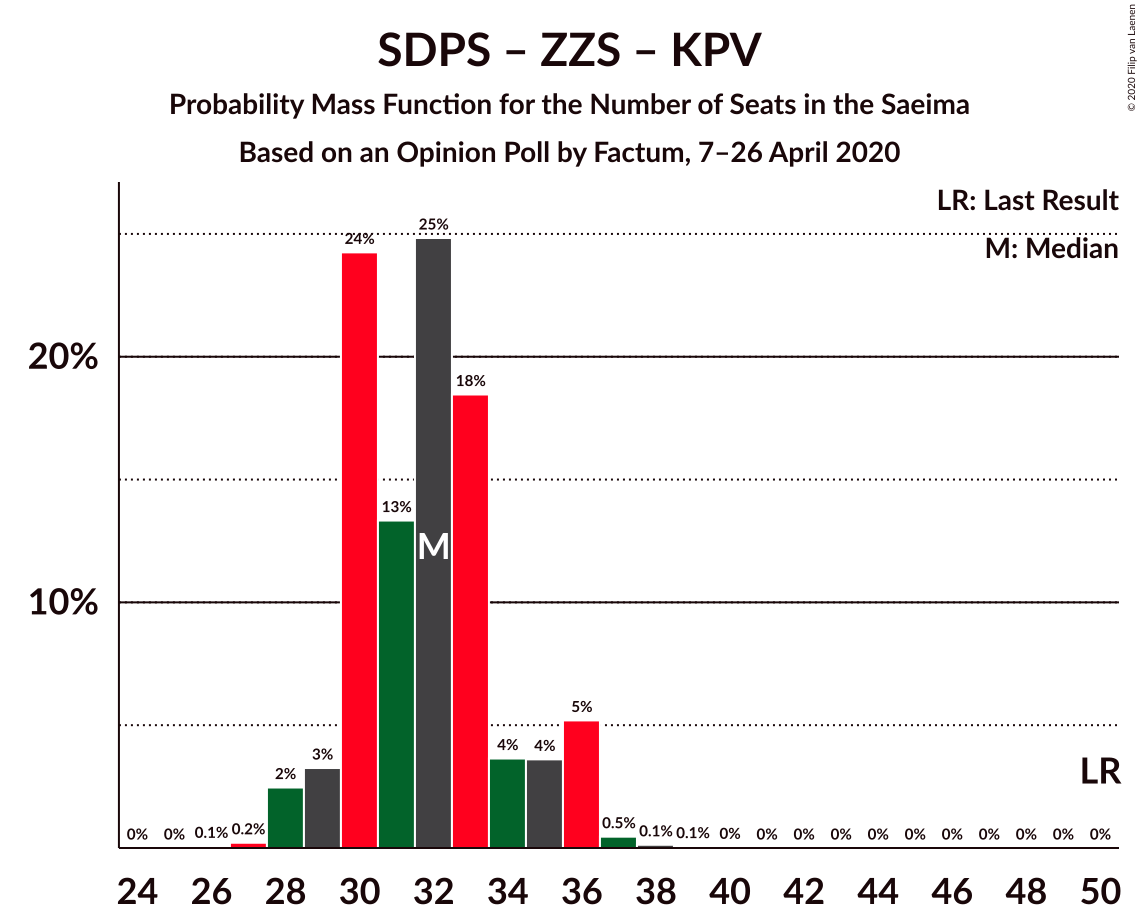 SDPS – ZZS – KPV
Probability Mass Function for the Number of Seats in the Saeima
Based on an Opinion Poll by Factum, 7–26 April 2020
© 2020 Filip van Laenen
LR: Last Result
M: Median
20%
10%
0% 0% 0.1% 0.2% 2% 3% 24% 13% 25% 18% 4% 4% 5% 0.5% 0.1% 0.1% 0% 0% 0% 0% 0% 0% 0% 0% 0% 0% 0%
M
LR
24 26 28 30 32 34 36 38 40 42 44 46 48 50